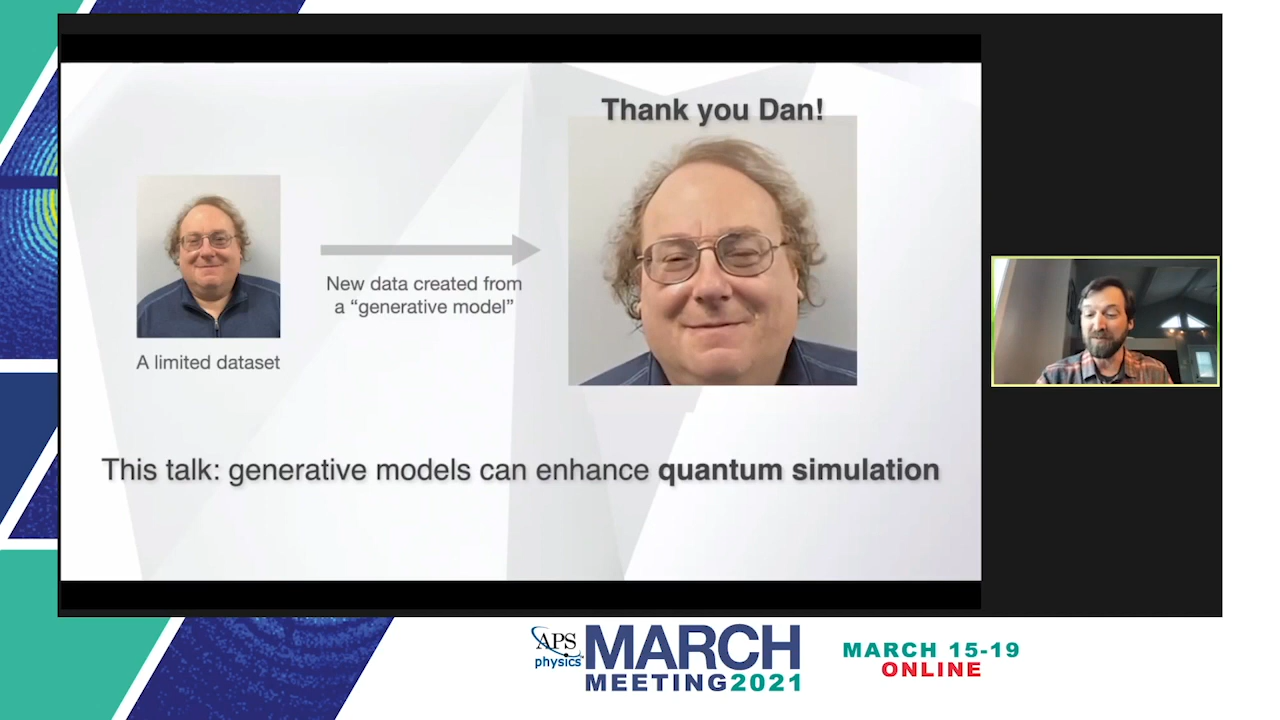 Thank you Dan!
New data created from
a “generative model”
A limited dataset
This talk: generative models can enhance quantum simulation
APS
physics
MARCH
MEETING2021
MARCH 15-19
ONLINE